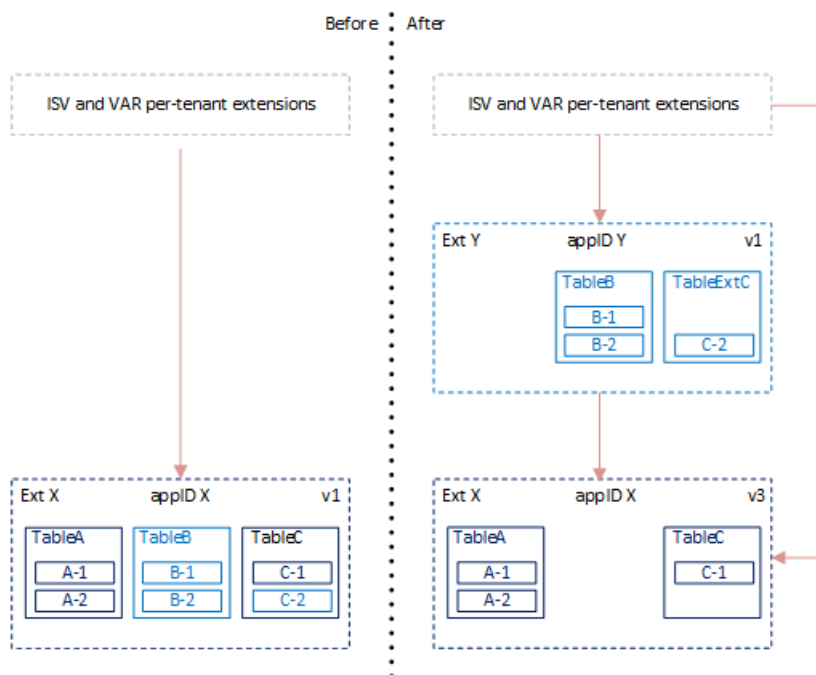 Before After
ISV and VAR per-tenant extensions
ISV and VAR per-tenant extensions
Ext Y appID Y v1
TableB TableExtC
B-1
B-2 C-2
Ext X appID X v1
TableA TableB TableC
A-1 B-1 C-1
A-2 B-2 C-2
Ext X appID X v3
TableA TableC
A-1 C-1
A-2